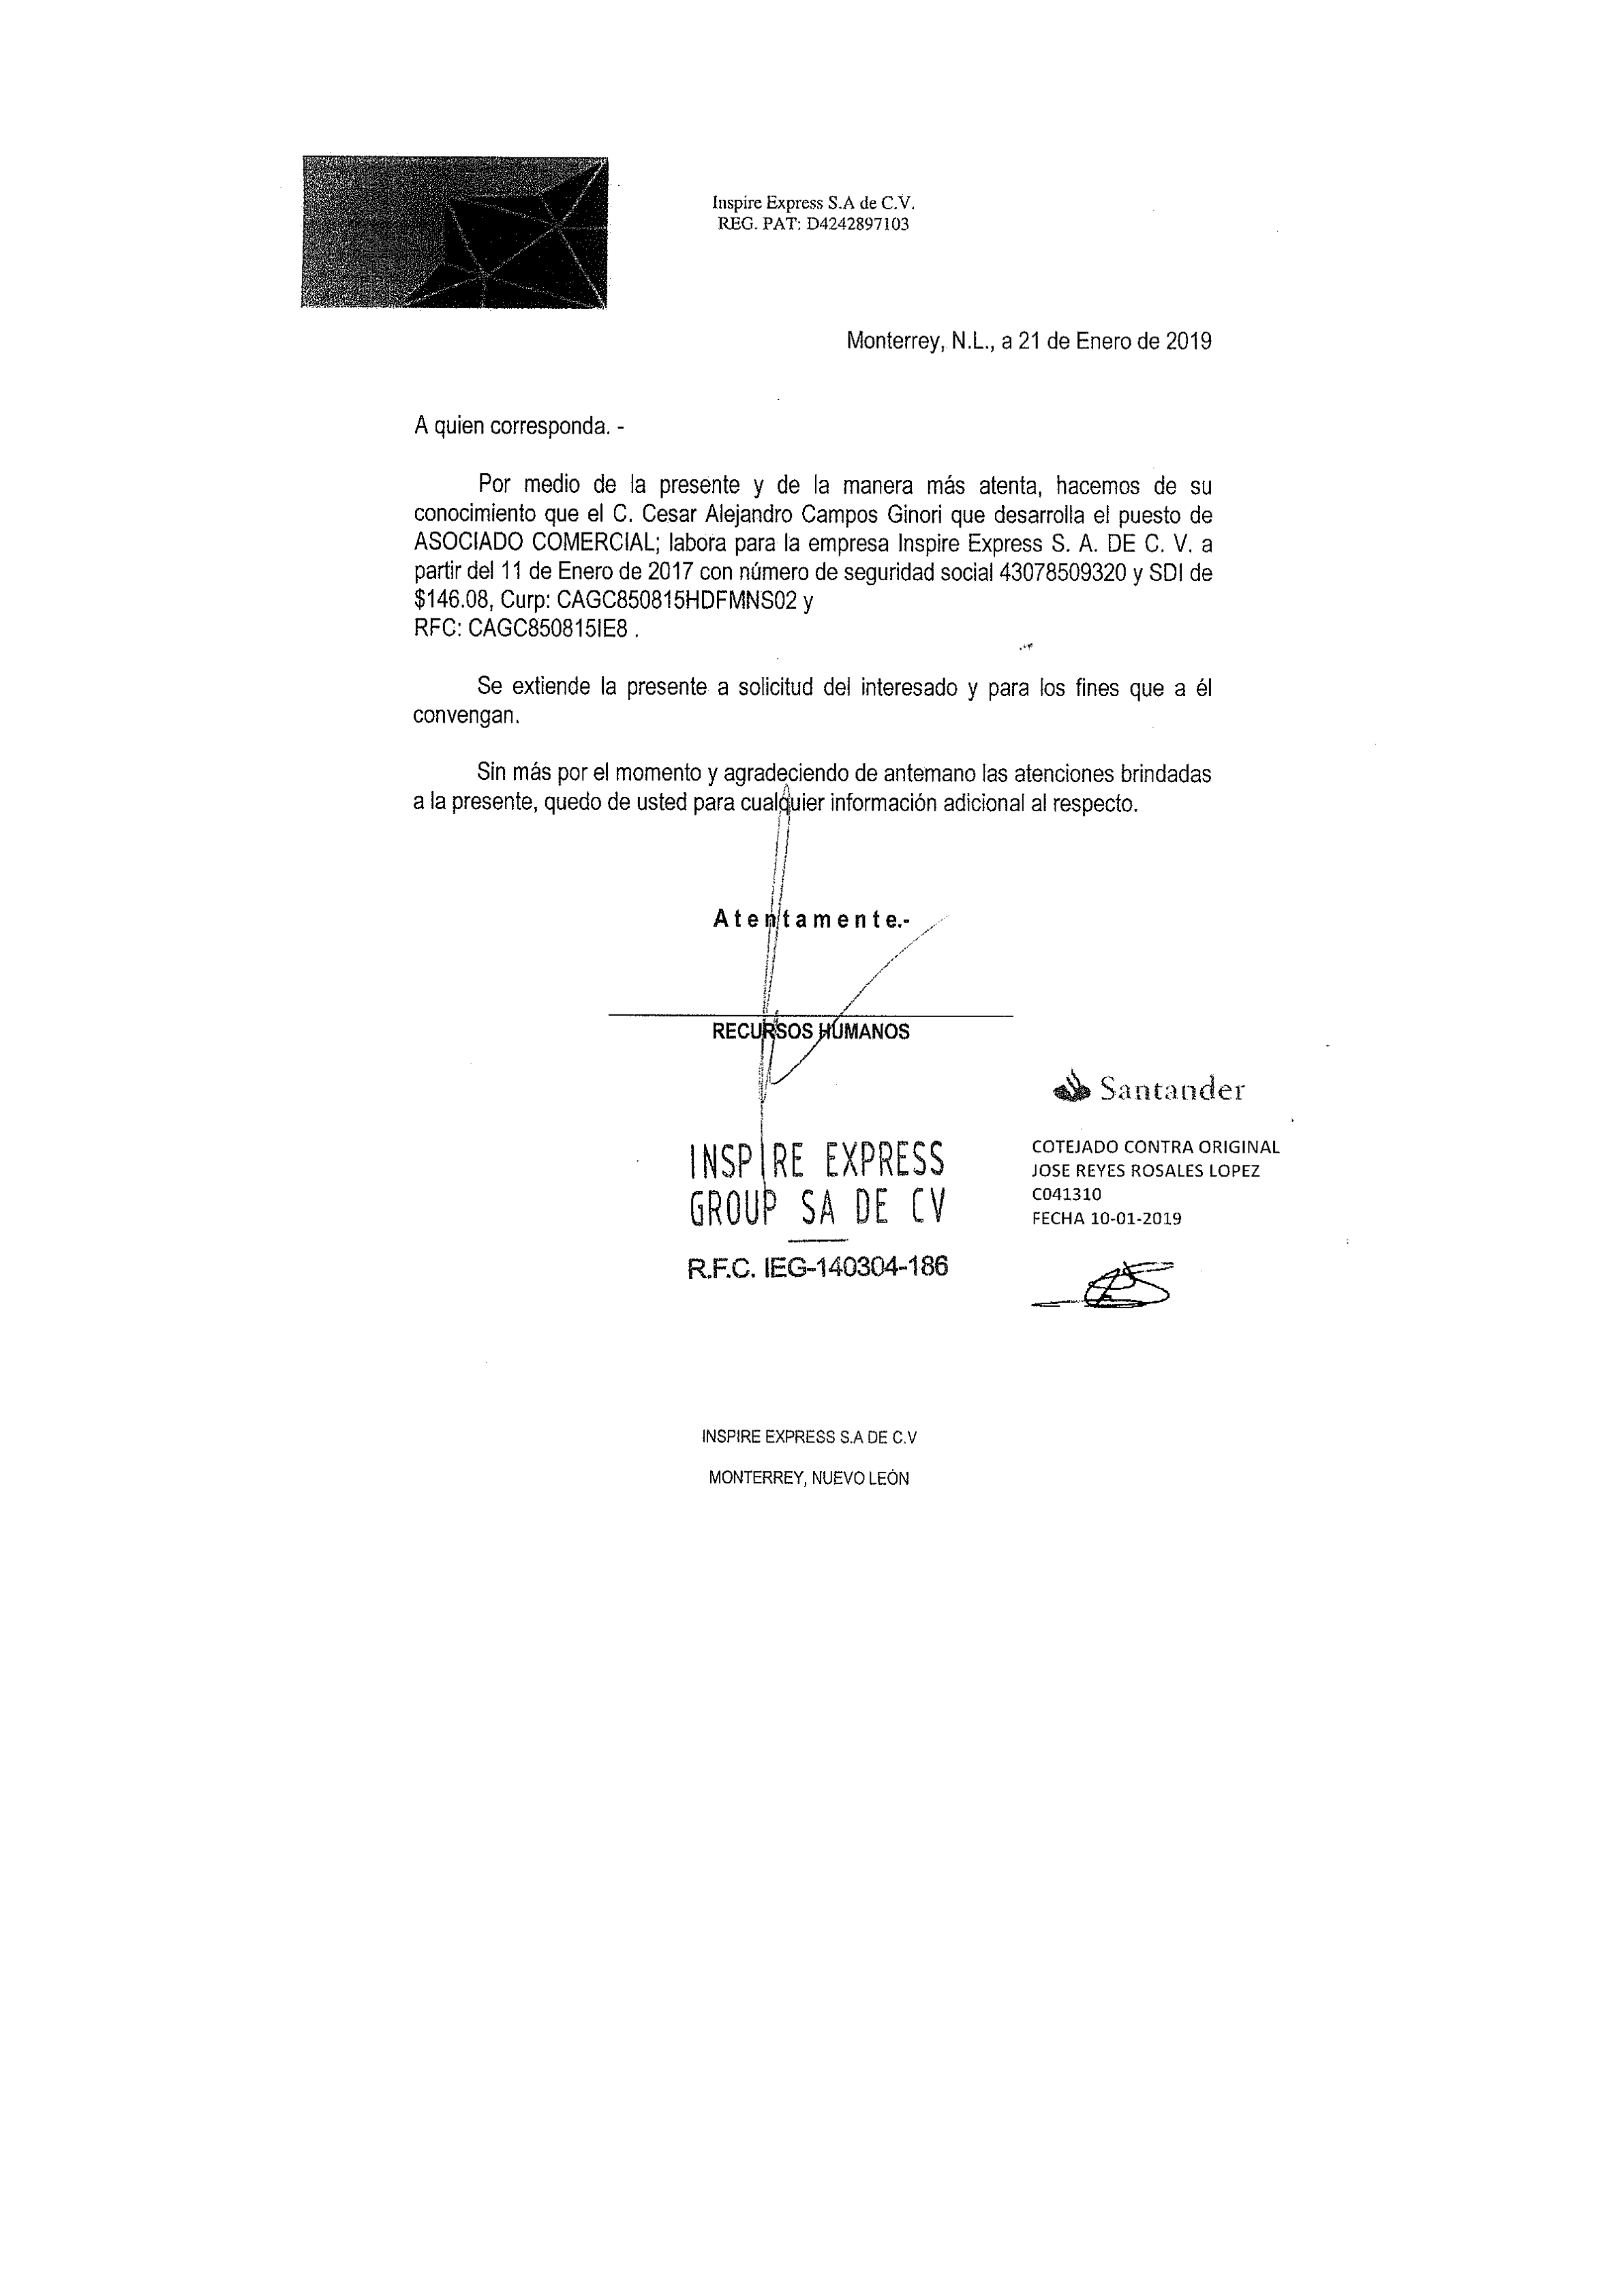 Inspire Express S.A de C.V.
REG. PAT: D4242897103
Monterrey, N.L., a 21 de Enero de 2019
A quien corresponda. -
Por medio de la presente y de la manera más atenta, hacemos de su
conocimiento que el C. Cesar Alejandro Campos Ginori que desarrolla el puesto de
ASOCIADO COMERCIAL; labora para la empresa Inspire Express S. A. DE C. V. a
partir del 11 de Enero de 2017 con número de seguridad social 43078509320 y SDI de
$146.08, Curp: CAGC850815HDFMNS02 y
RFC: CAGC850815IE8 .
Se extiende la presente a solicitud del interesado y para los fines que a él
convengan.
Sin más por el momento y agradeciendo de antemano las atenciones brindadas
a la presente, quedo de usted para cualquier información adicional al respecto.
Atentamente.-
RECURSOS HUMANOS
INSPIRE EXPRESS
GROUP SA DE CV
R.F.C. IEG-140304-186
Santander
COTEJADO CONTRA ORIGINAL
JOSE REYES ROSALES LOPEZ
C041310
FECHA 10-01-2019
INSPIRE EXPRESS S.A DE C.V
MONTERREY, NUEVO LEÓN